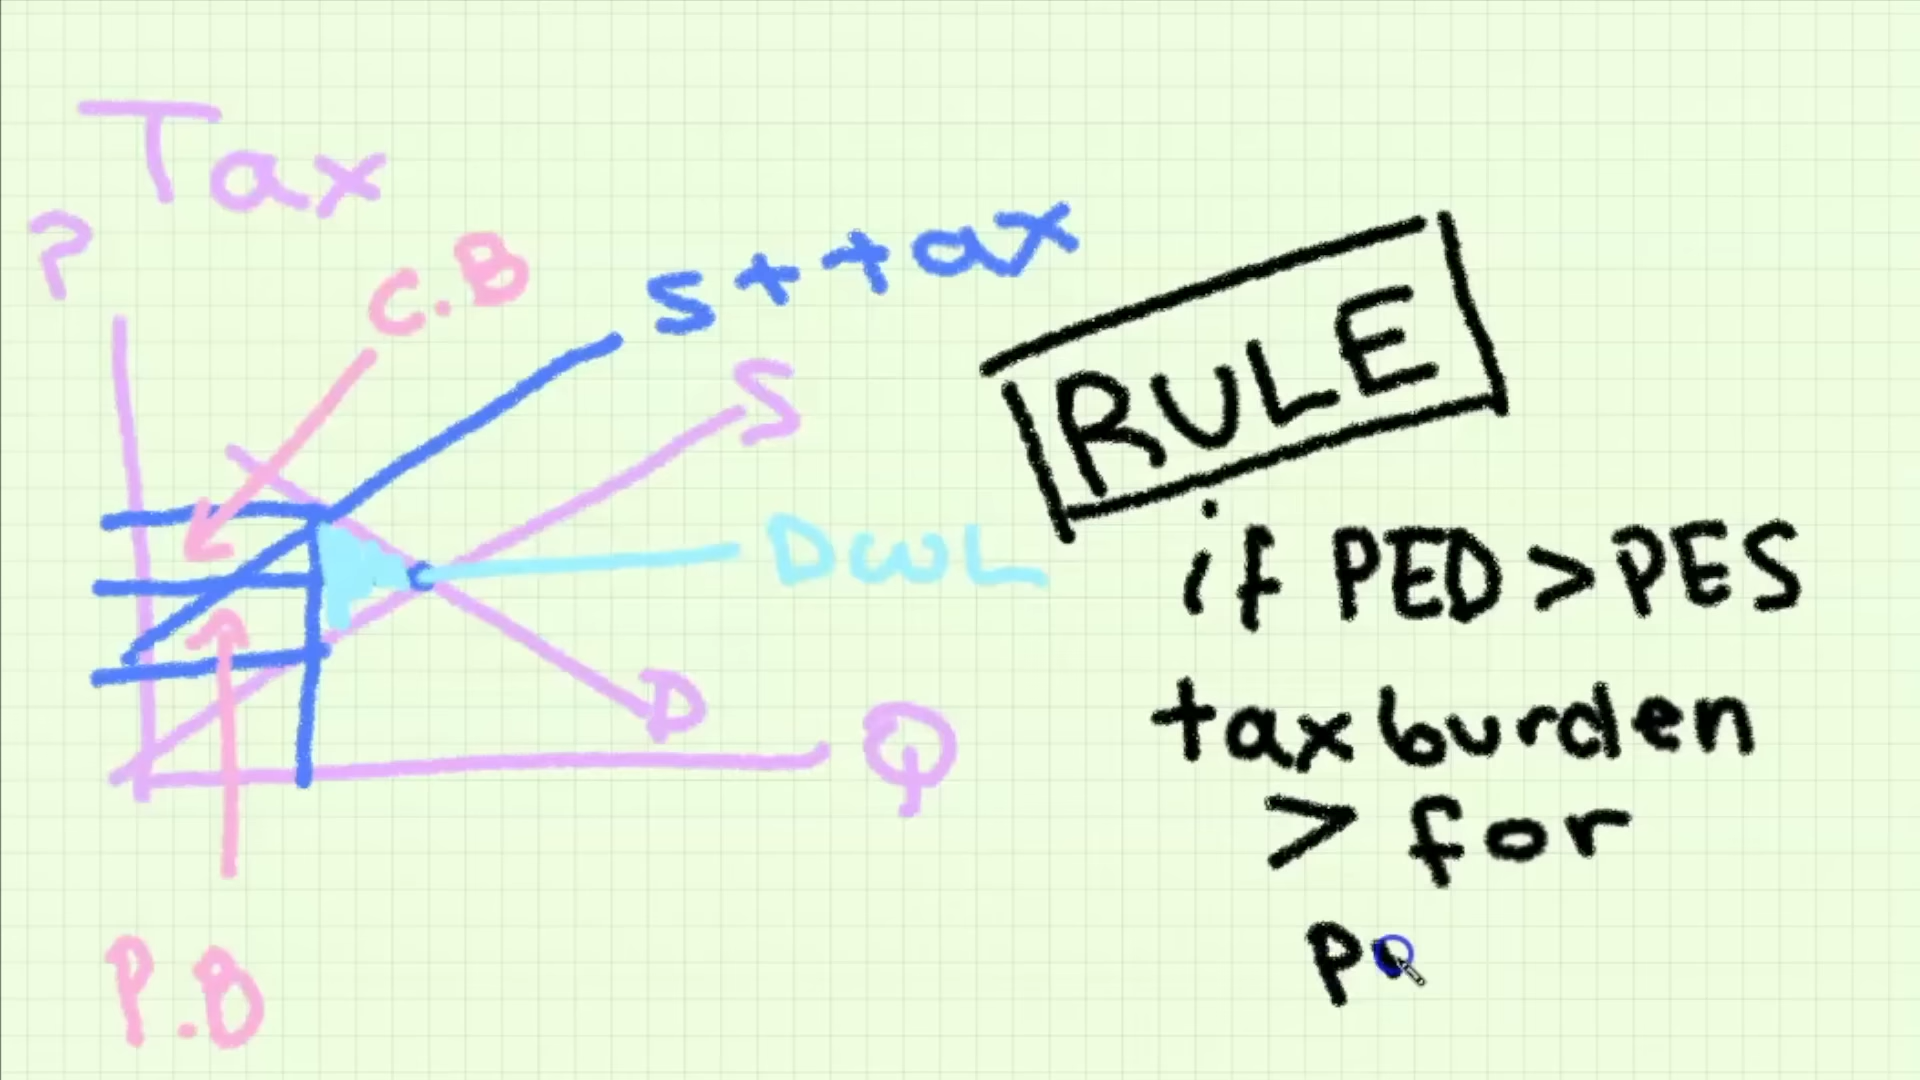 Tax
P
C.B
S + tax
S
DWL
D
Q
P.B
RULE
if PED > PES
tax burden
> for
P